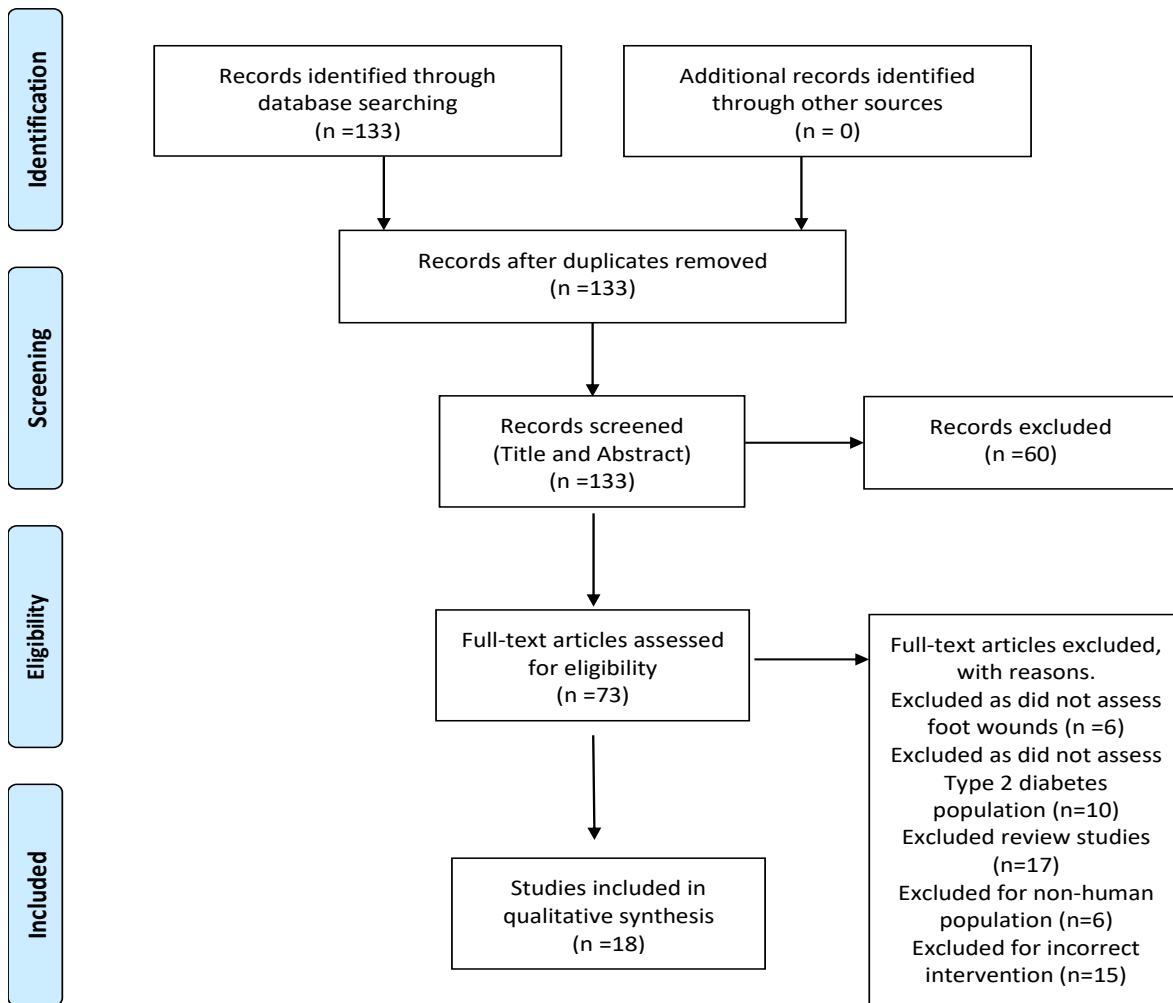 Identification
Records identified through
database searching
(n =133)
Additional records identified
through other sources
(n = 0)
Records after duplicates removed
(n =133)
Screening
Records screened
(Title and Abstract)
(n =133)
Records excluded
(n =60)
Eligibility
Full-text articles assessed
for eligibility
(n =73)
Full-text articles excluded,
with reasons.
Excluded as did not assess
foot wounds (n =6)
Excluded as did not assess
Type 2 diabetes
population (n=10)
Excluded review studies
(n=17)
Excluded for non-human
population (n=6)
Excluded for incorrect
intervention (n=15)
Included
Studies included in
qualitative synthesis
(n =18)